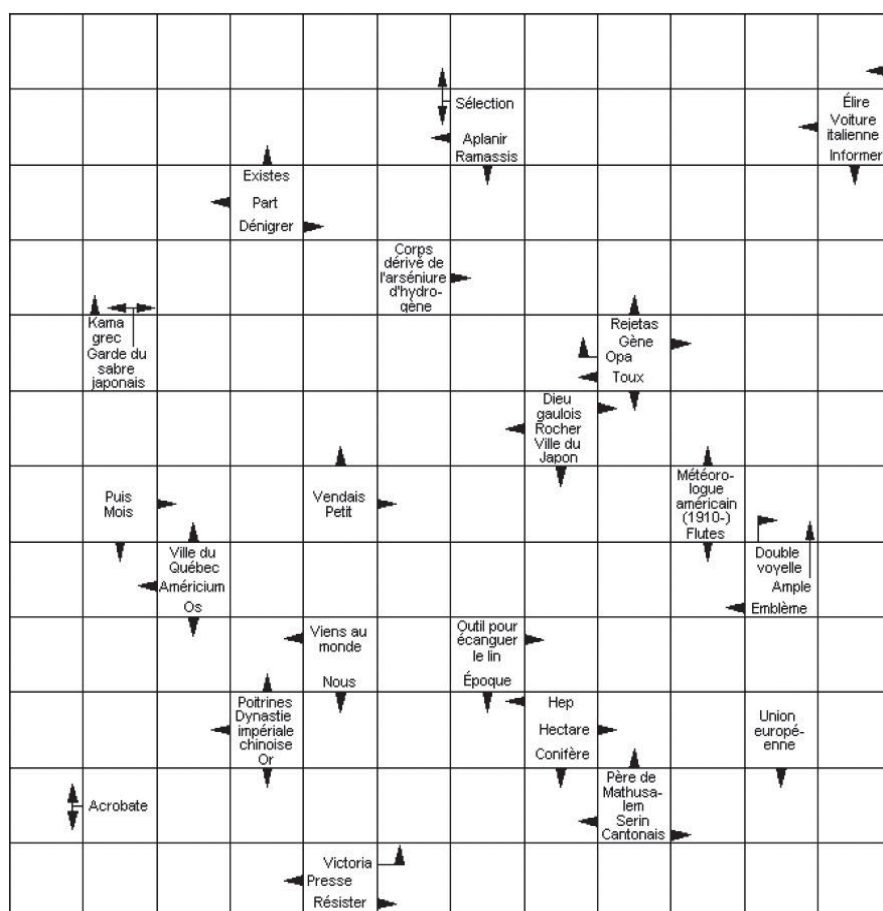 Sélection
Aplanir
Ramassis
Élire
Voiture
italienne
Informer
Existes
Part
Dénigrer
Corps
dérivé de
l'arséniure
d'hydro-
gène
Kama
grec
Garde du
sabre
japonais
Rejetas
Gène
Opa
Toux
Dieu
gaulois
Rocher
Ville du
Japon
Puis
Mois
Vendais
Petit
Météoro-
logue
américain
(1910-)
Flutes
Ville du
Québec
Américium
Os
Double
voyelle
Ample
Emblème
Viens au
monde
Nous
Outil pour
écanguer
le lin
Époque
Poitrines
Dynastie
impériale
chinoise
Or
Hep
Hectare
Conifère
Union
europé-
enne
Acrobate
Père de
Mathusa-
lem
Serin
Cantonais
Victoria
Presse
Résister